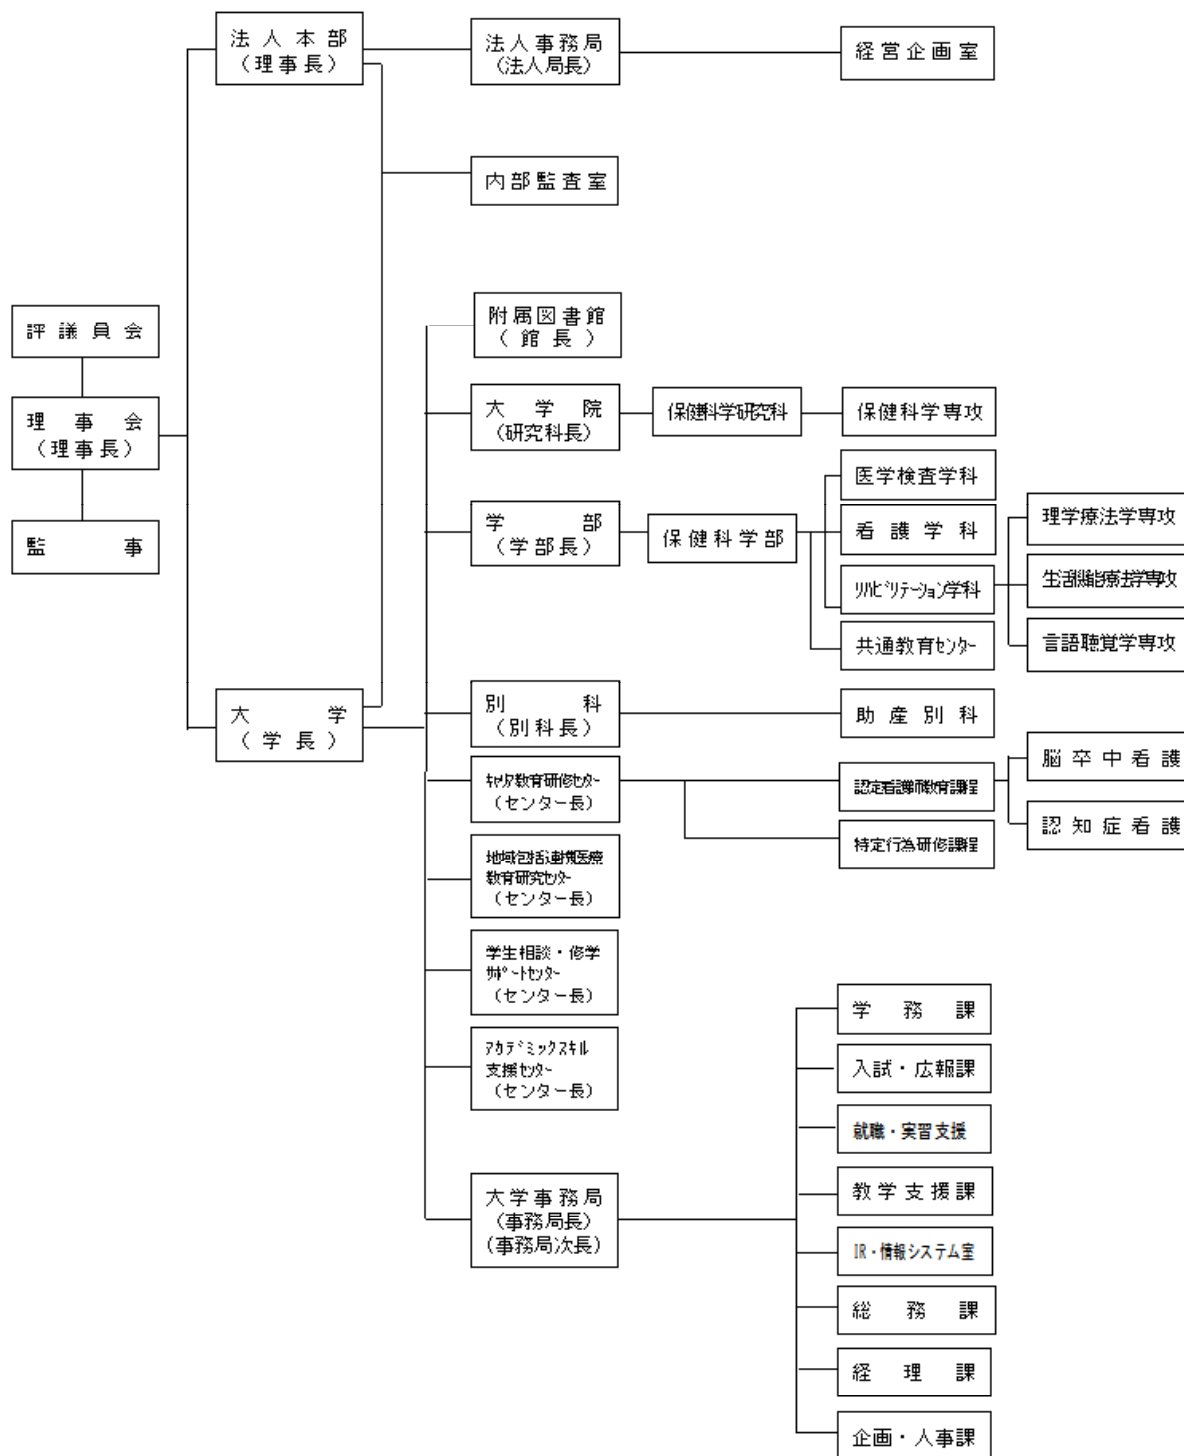 法人本部
(理事長)
法人事務局
(法人局長)
経営企画室
内部監査室
評議員会
理事会
(理事長)
監事
附属図書館
(館長)
大学院
(研究科長)
保健科学研究科
保健科学専攻
学部
(学部長)
保健科学部
医学検査学科
看護学科
リハビリテーション学科
共通教育センター
理学療法学専攻
生活機能療法学専攻
言語聴覚学専攻
大学
(学長)
別科
(別科長)
助産別科
キャリア教育研修センター
(センター長)
認定看護師教育課程
特定行為研修課程
脳卒中看護
認知症看護
地域包括連携医療
教育研究センター
(センター長)
学生相談・修学
サポートセンター
(センター長)
アカデミックスキル
支援センター
(センター長)
大学事務局
(事務局長)
(事務局次長)
学務課
入試・広報課
就職・実習支援
教学支援課
IR・情報システム室
総務課
経理課
企画・人事課